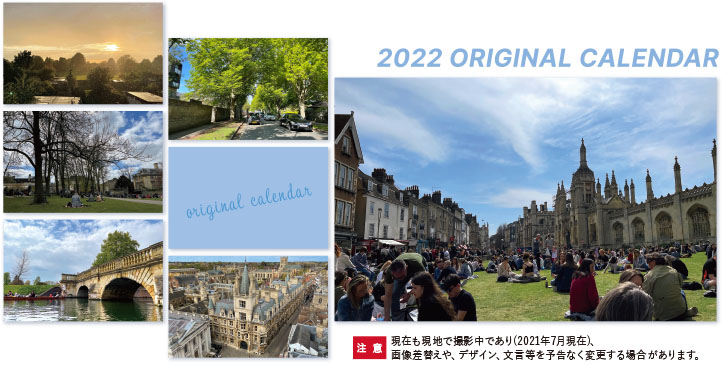 2022 ORIGINAL CALENDAR
original calendar
注意
現在も現地で撮影中であり(2021年7月現在)、
画像差替えや、デザイン、文言等を予告なく変更する場合があります。